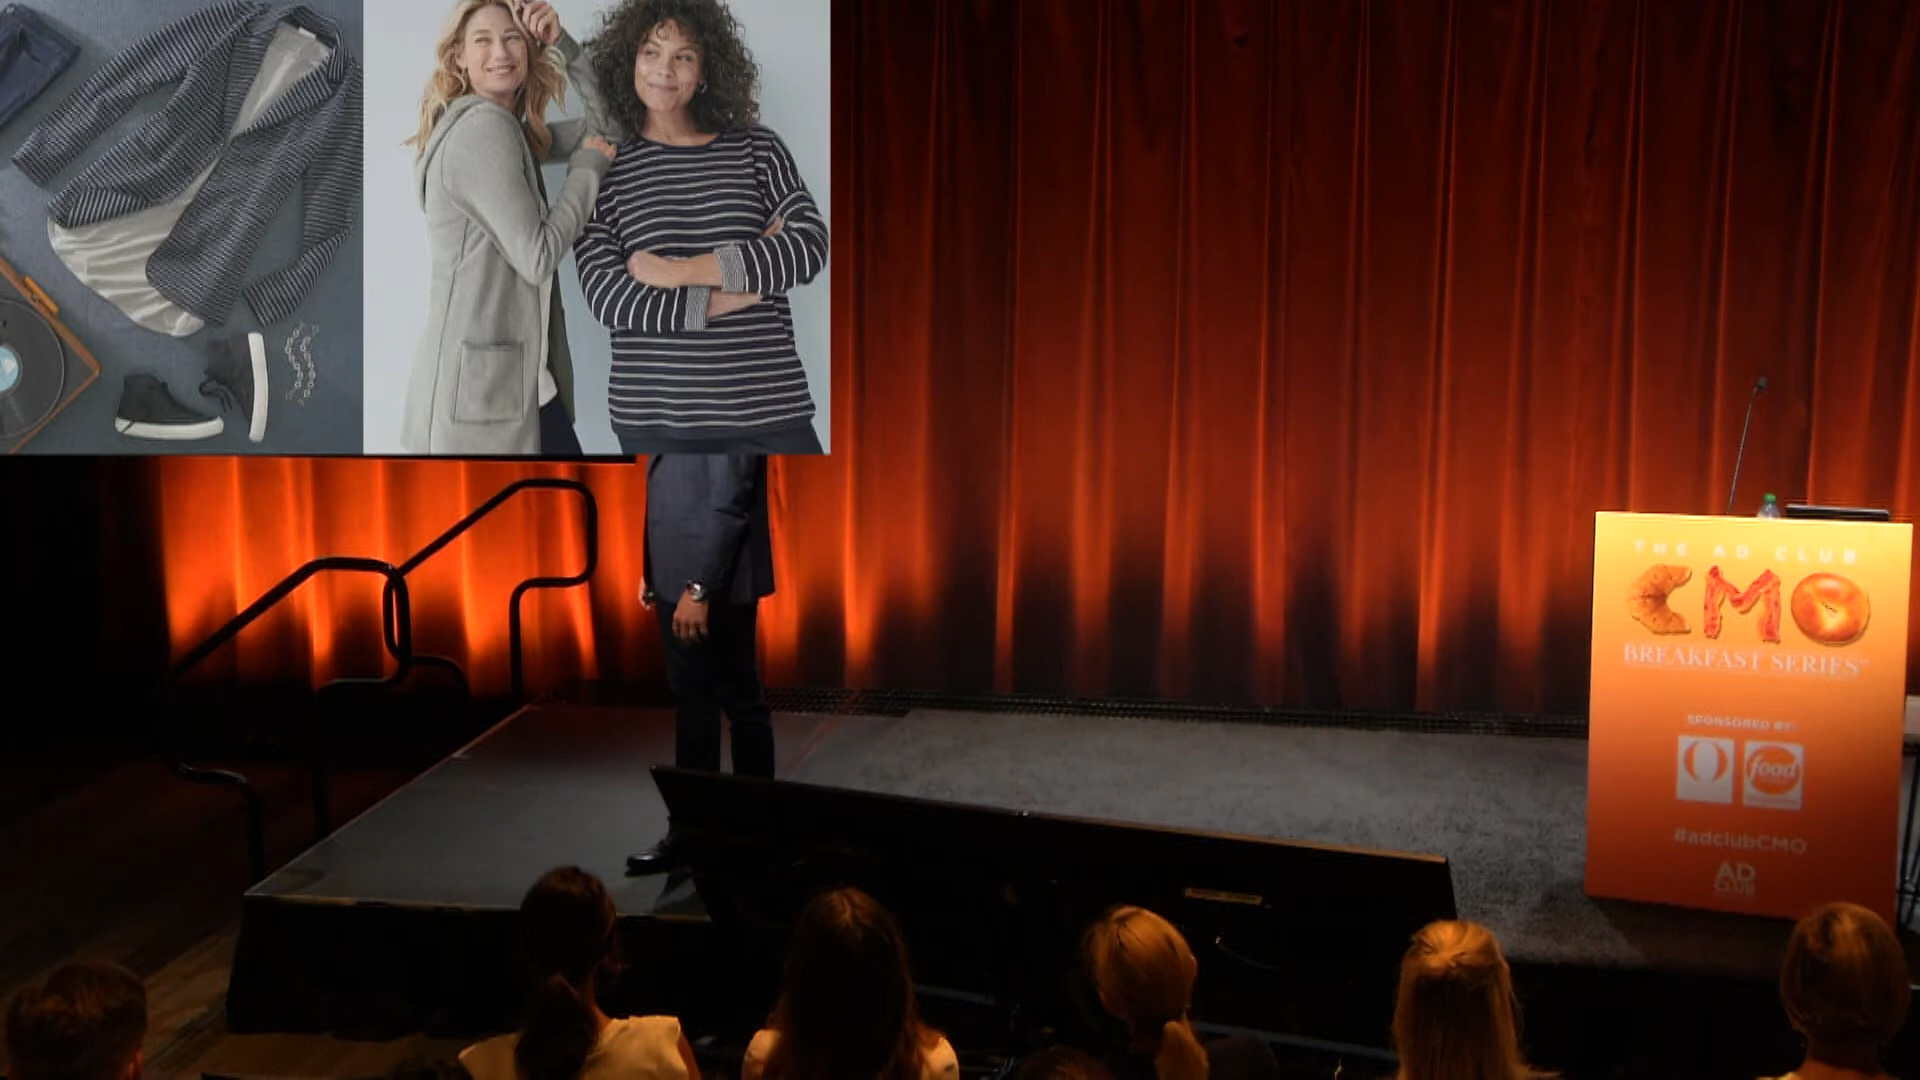 THE AD CLUB
CMO
BREAKFAST SERIES
SPONSORED BY:
food
#adclubCMO
AD
CLUB